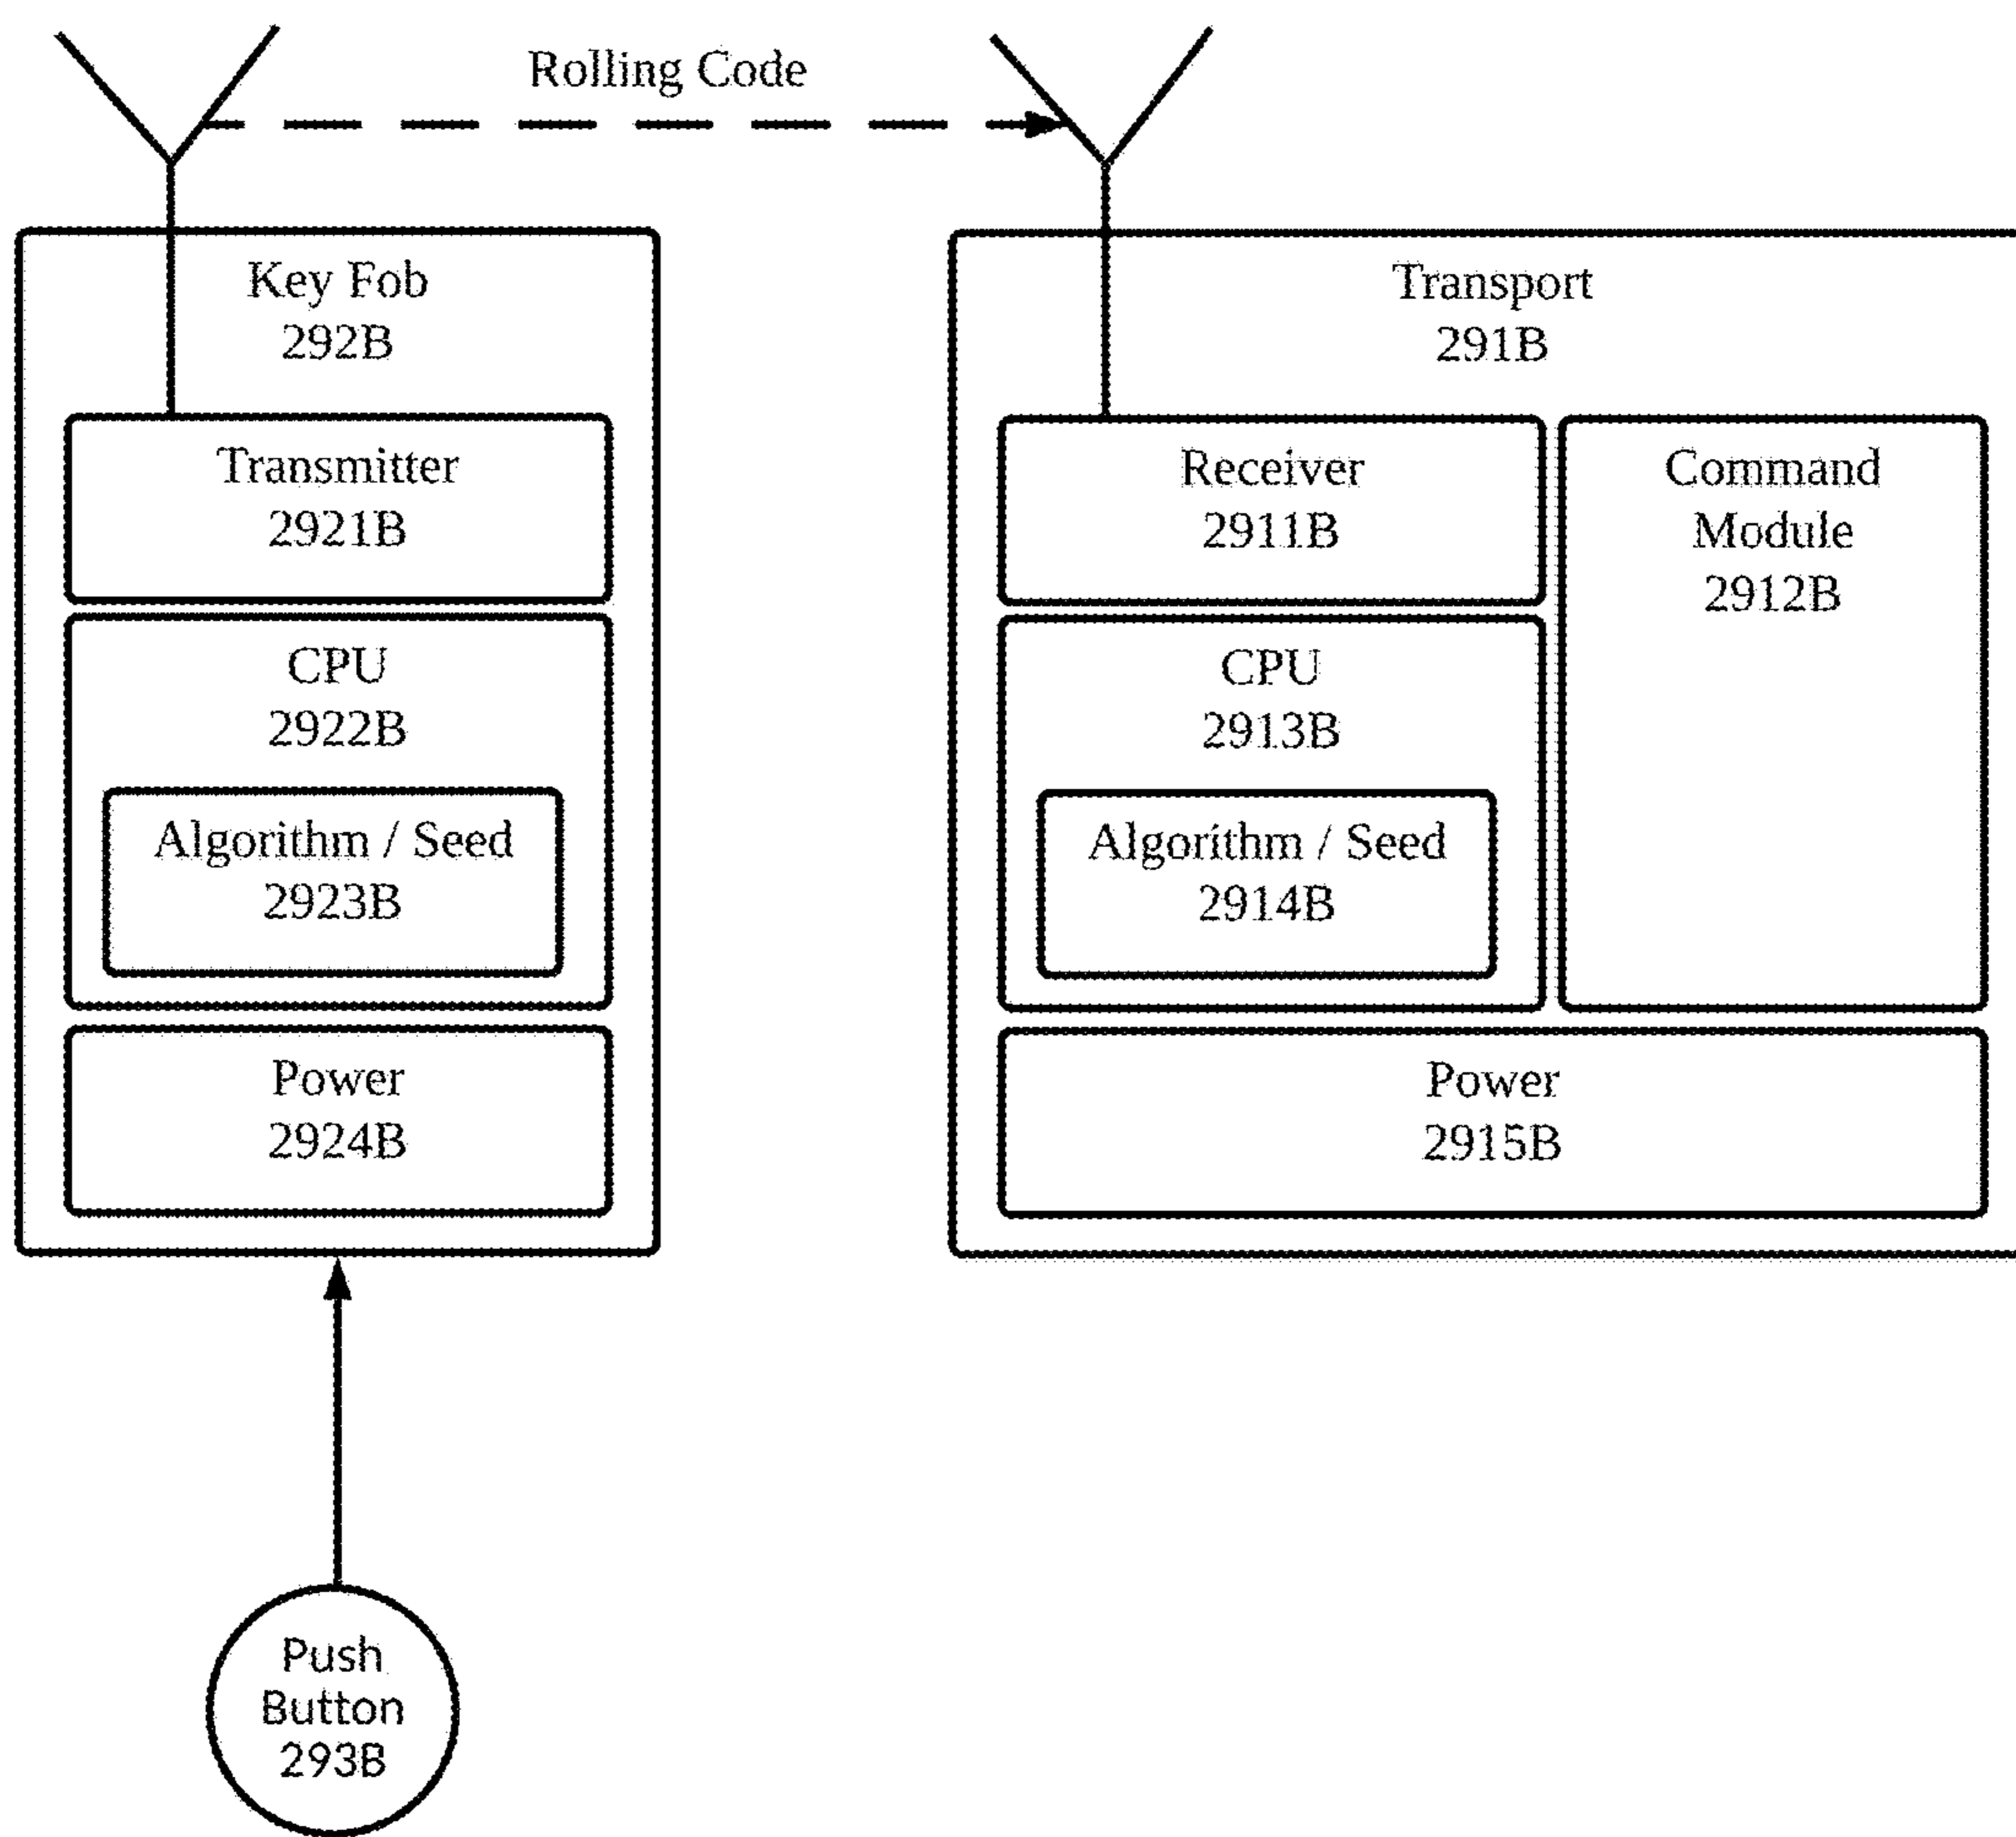 Rolling Code
Key Fob
292B
Transmitter
2921B
CPU
2922B
Algorithm / Seed
2923B
Power
2924B
Push
Button
293B
Transport
291B
Receiver
2911B
Command
Module
2912B
CPU
2913B
Algorithm / Seed
2914B
Power
2915B